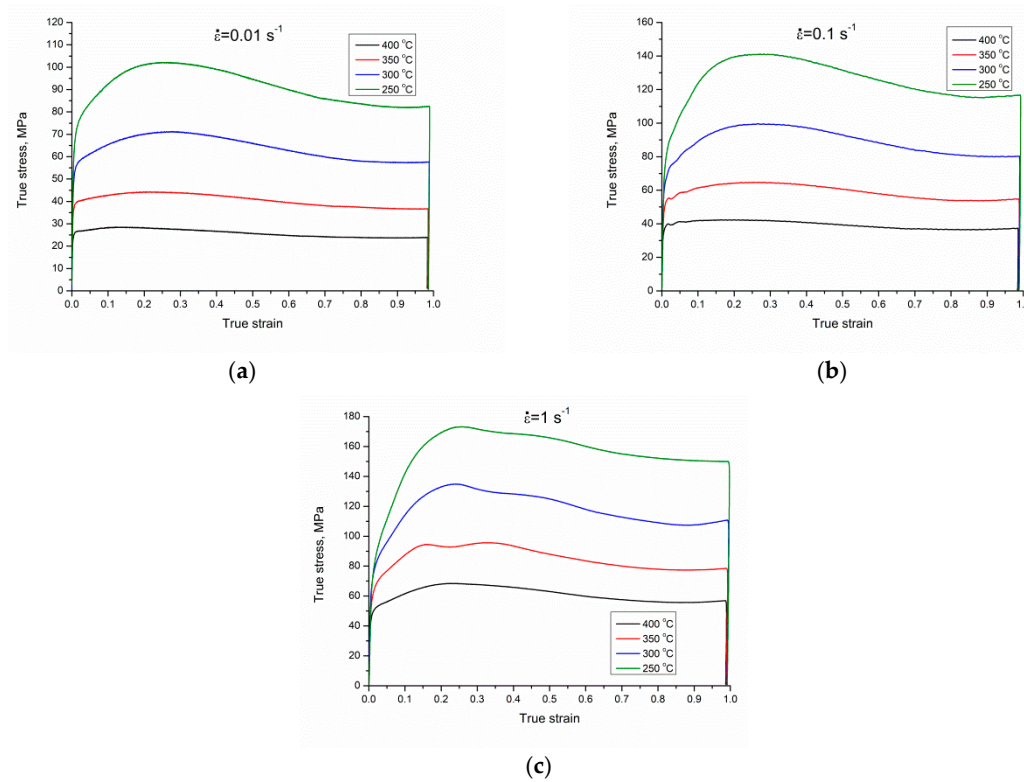 ε̇=0.01 s⁻¹
400 °C
350 °C
300 °C
250 °C
True stress, MPa
120
110
100
90
80
70
60
50
40
30
20
10
0
0.0 0.1 0.2 0.3 0.4 0.5 0.6 0.7 0.8 0.9 1.0
True strain
(a)
ε̇=0.1 s⁻¹
400 °C
350 °C
300 °C
250 °C
True stress, MPa
160
140
120
100
80
60
40
20
0
0.0 0.1 0.2 0.3 0.4 0.5 0.6 0.7 0.8 0.9 1.
True strain
(b)
ε̇=1 s⁻¹
True stress, MPa
180
160
140
120
100
80
60
40
20
0
400 °C
350 °C
300 °C
250 °C
0.0 0.1 0.2 0.3 0.4 0.5 0.6 0.7 0.8 0.9 1.0
True strain
(c)